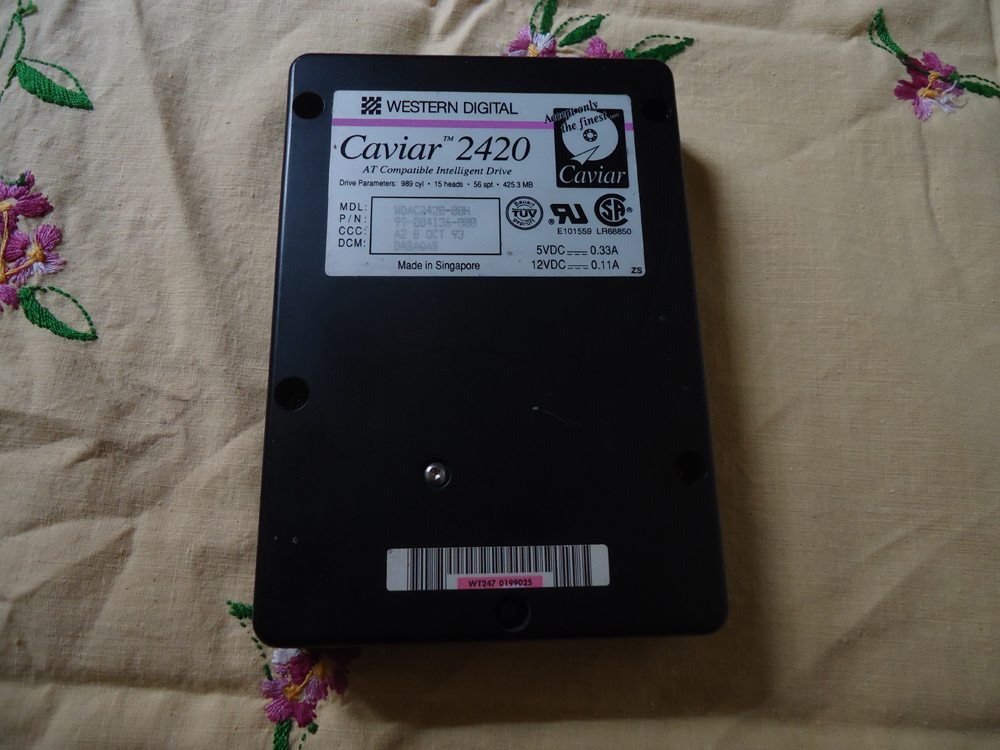 WESTERN DIGITAL
Accept only
the finest
Caviar™ 2420
AT Compatible Intelligent Drive
Caviar
Drive Parameters: 989 cyl • 15 heads • 56 spt • 425.3 MB
MDL: WDAC2420-00H
P/N: 99-004136-000
CCC: A2 8 OCT 93
DCM:
TÜV
E101559 LR68850
5VDC 0.33A
Made in Singapore
12VDC 0.11A
ZS
WT247 0199025